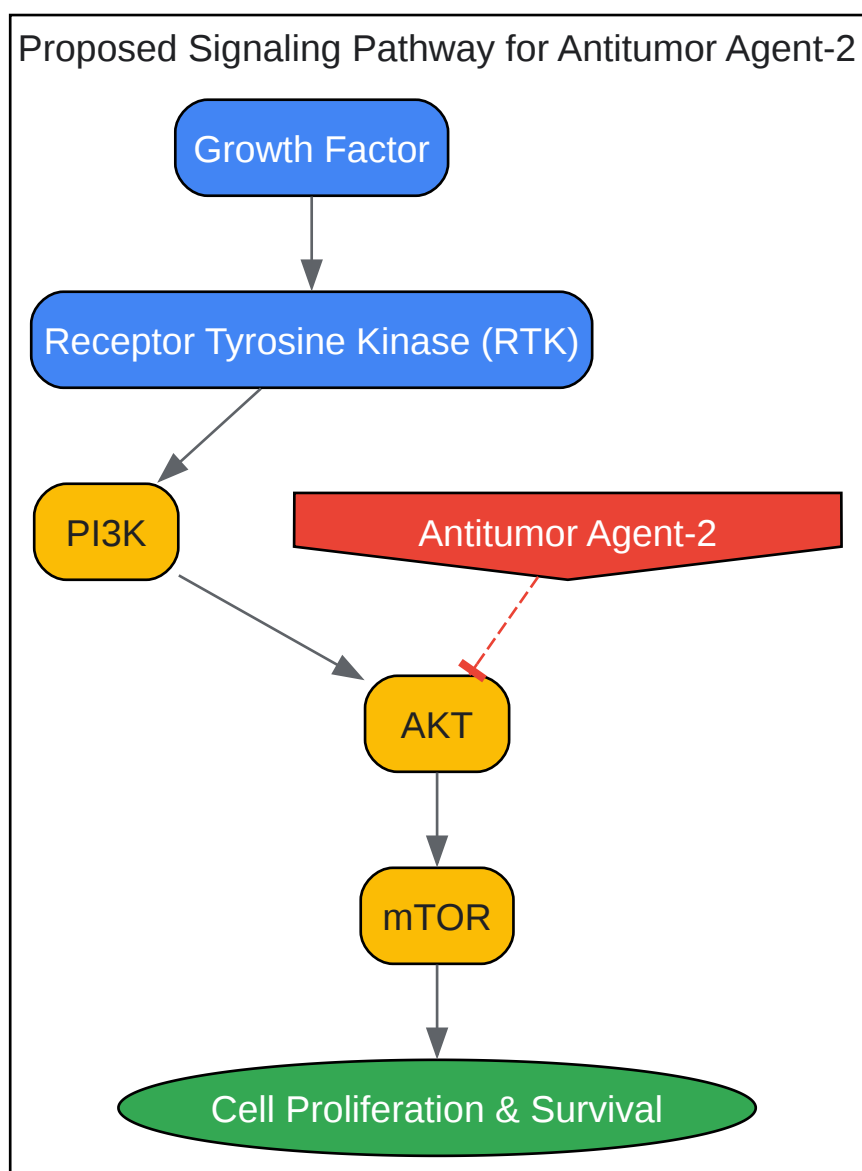 Proposed Signaling Pathway for Antitumor Agent-2
Growth Factor
Receptor Tyrosine Kinase (RTK)
PI3K
Antitumor Agent-2
AKT
mTOR
Cell Proliferation & Survival